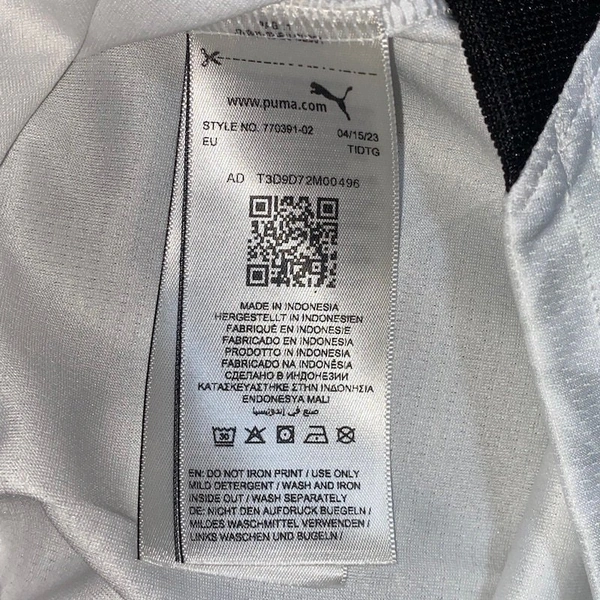 www.puma.com
STYLE NO. 770391-02 04/15/23
EU TIDTG
AD T3D9D72M00496
MADE IN INDONESIA
HERGESTELLT IN INDONESIEN
FABRIQUÉ EN INDONESIE
FABRICADO EN INDONESIA
PRODOTTO IN INDONESIA
FABRICADO NA INDONÉSIA
СДЕЛАНО В ИНДОНЕЗИИ
ΚΑΤΑΣΚΕΥΑΣΤΗΚΕ ΣΤΗΝ ΙΝΔΟΝΗΣΙΑ
ENDONESYA MALI
صنع في إندونيسيا
30
EN: DO NOT IRON PRINT / USE ONLY
MILD DETERGENT / WASH AND IRON
INSIDE OUT / WASH SEPARATELY
DE: NICHT DEN AUFDRUCK BUEGELN /
MILDES WASCHMITTEL VERWENDEN /
LINKS WASCHEN UND BUGELN /